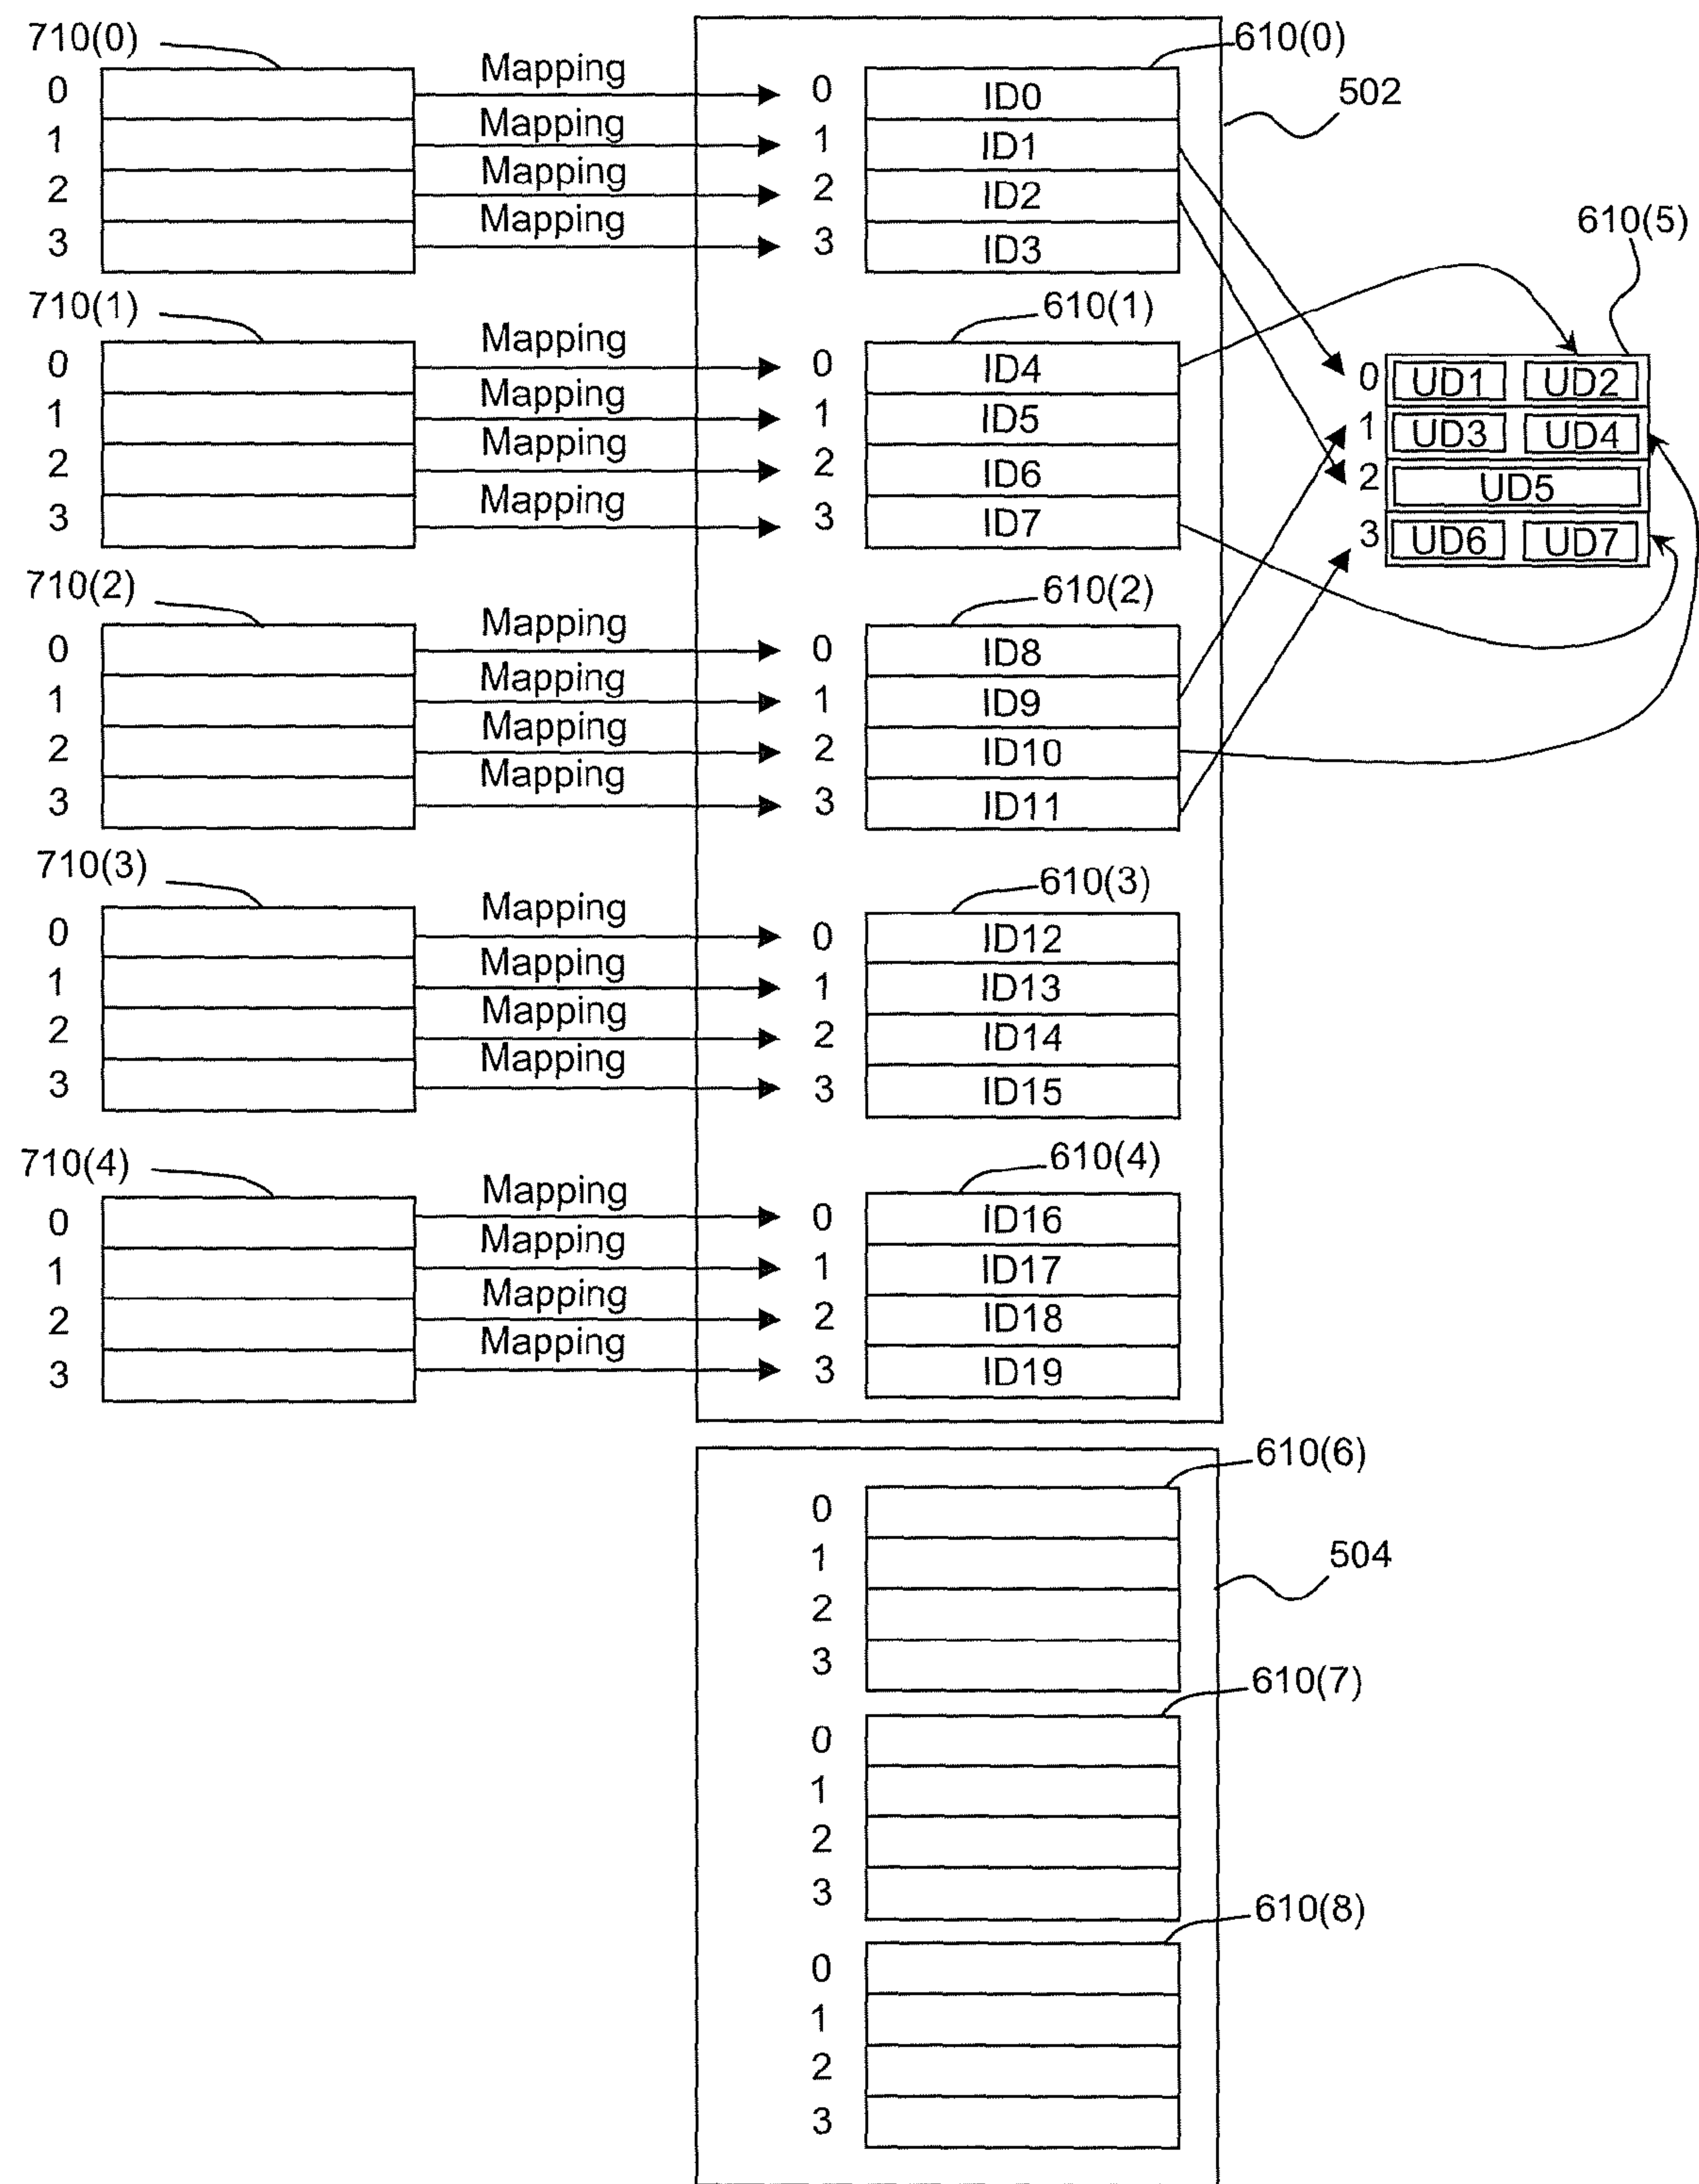 710(0)
610(0)
502
0 Mapping 0 ID0
1 Mapping 1 ID1
2 Mapping 2 ID2
3 Mapping 3 ID3
610(5)
0 UD1 UD2
1 UD3 UD4
2 UD5
3 UD6 UD7
710(1)
610(1)
0 Mapping 0 ID4
1 Mapping 1 ID5
2 Mapping 2 ID6
3 Mapping 3 ID7
710(2)
610(2)
0 Mapping 0 ID8
1 Mapping 1 ID9
2 Mapping 2 ID10
3 Mapping 3 ID11
710(3)
610(3)
0 Mapping 0 ID12
1 Mapping 1 ID13
2 Mapping 2 ID14
3 Mapping 3 ID15
710(4)
610(4)
0 Mapping 0 ID16
1 Mapping 1 ID17
2 Mapping 2 ID18
3 Mapping 3 ID19
610(6)
0
1
504
2
3
610(7)
0
1
2
3
610(8)
0
1
2
3